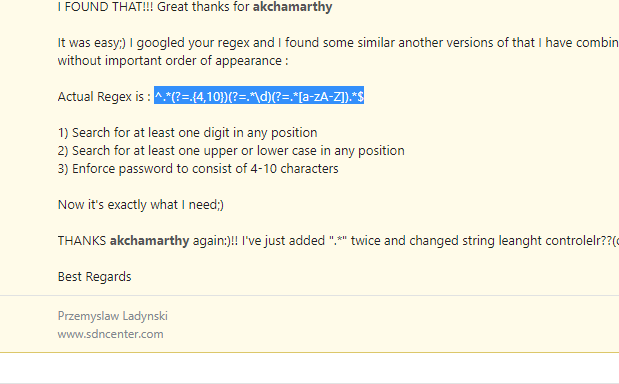 I FOUND THAT!!! Great thanks for akchamarthy
It was easy;) I googled your regex and I found some similar another versions of that I have combin
without important order of appearance :
Actual Regex is : ^.*(?=.{4,10})(?=.*\d)(?=.*[a-zA-Z]).*$
1) Search for at least one digit in any position
2) Search for at least one upper or lower case in any position
3) Enforce password to consist of 4-10 characters
Now it's exactly what I need;)
THANKS akchamarthy again:)!! I've just added ".*" twice and changed string leanght controlelr??(
Best Regards
Przemyslaw Ladynski
www.sdncenter.com